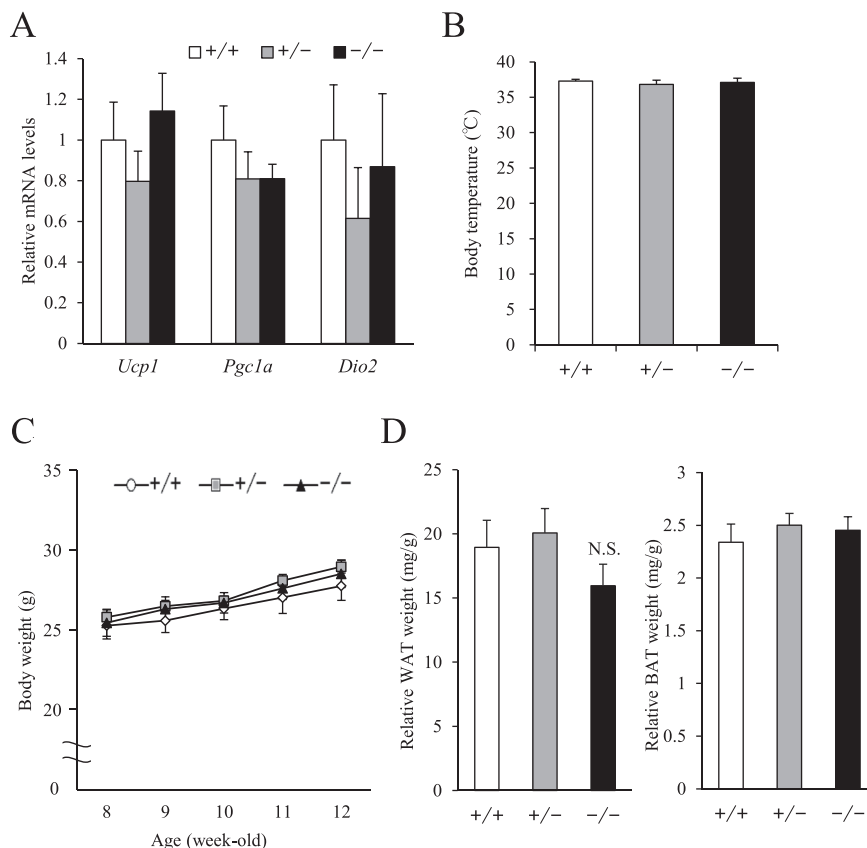 A
+/+ +/− −/−
Relative mRNA levels
1.4
1.2
1
0.8
0.6
0.4
0.2
0
Ucp1 Pgc1a Dio2
B
Body temperature (℃)
40
35
30
25
20
15
10
5
0
+/+ +/− −/−
C
+/+ +/− −/−
Body weight (g)
35
30
25
20
0
8 9 10 11 12
Age (week-old)
D
Relative WAT weight (mg/g)
25
20
15
10
5
0
N.S.
+/+ +/− −/−
Relative BAT weight (mg/g)
3
2.5
2
1.5
1
0.5
0
+/+ +/− −/−